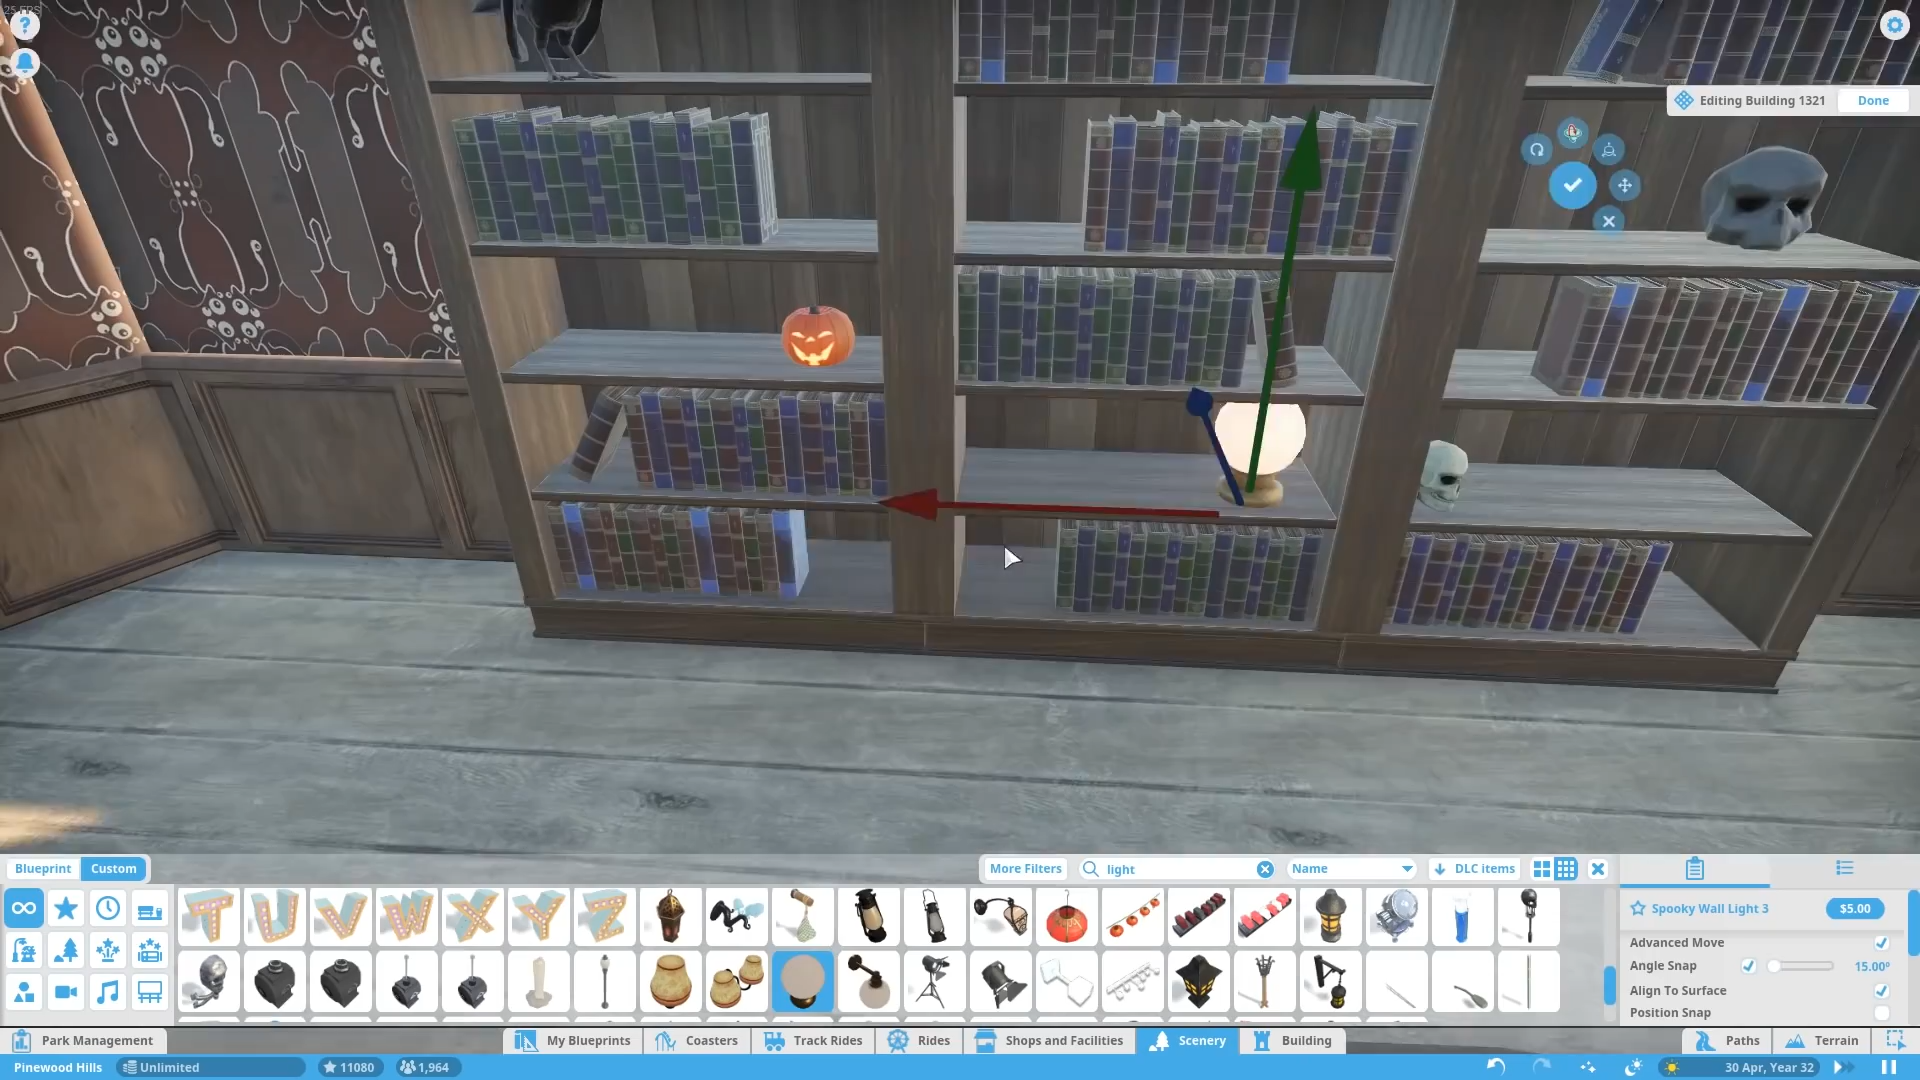 25 FPS
?
Editing Building 1321
Done
Blueprint
Custom
More Filters
light
Name
DLC items
Spooky Wall Light 3
$5.00
Advanced Move
Angle Snap
15.00°
Align To Surface
Position Snap
T U V W X Y Z
Park Management
My Blueprints
Coasters
Track Rides
Rides
Shops and Facilities
Scenery
Building
Paths
Terrain
Pinewood Hills
Unlimited
11080
1,964
30 Apr, Year 32